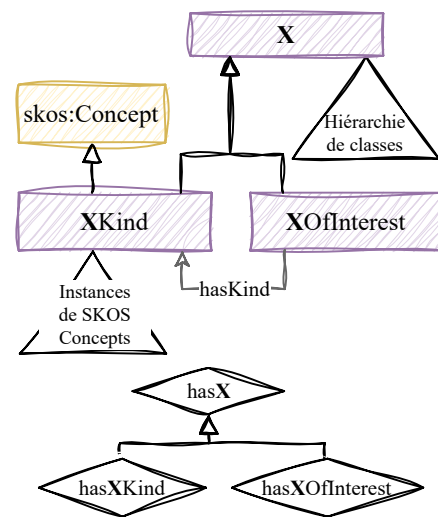 X
skos:Concept
Hiérarchie
de classes
XKind
XOfInterest
hasKind
Instances
de SKOS
Concepts
hasX
hasXKind
hasXOfInterest